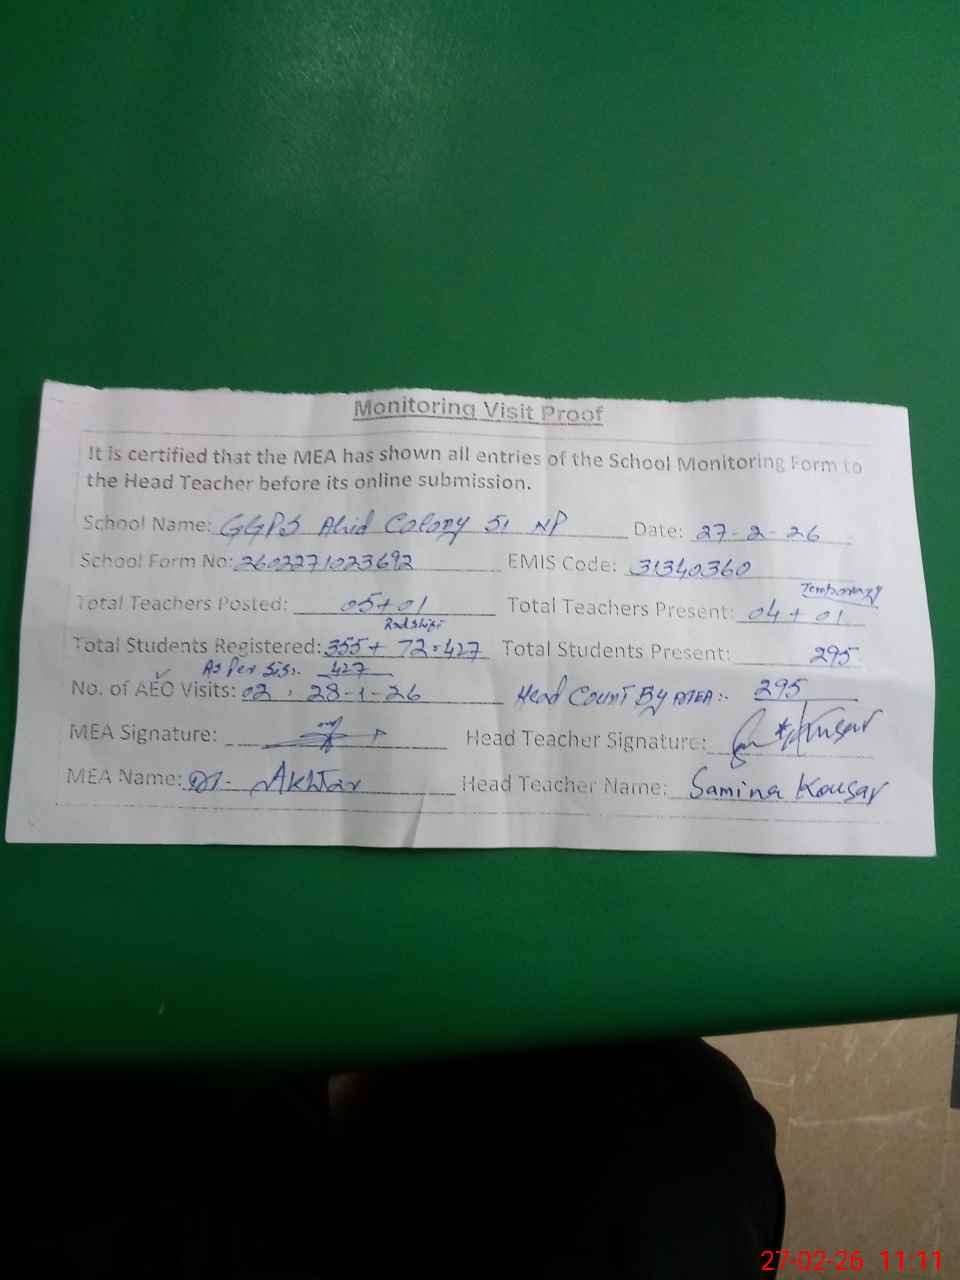 Monitoring Visit Proof
It is certified that the MEA has shown all entries of the School Monitoring Form to
the Head Teacher before its online submission.
School Name: GGPS Abid Colony 51 NP Date: 27-2-26
School Form No: 2602271023692 EMIS Code: 31340360
Temporary
Total Teachers Posted: 05+01 Total Teachers Present: 04 + 01
2nd shift
Total Students Registered: 355 + 72=427 Total Students Present: 295
As Per Sis:- 427
No. of AEO Visits: 02, 28-1-26 Head Count By MEA:- 295
MEA Signature: Head Teacher Signature: Kousar
MEA Name: Akhtar Head Teacher Name: Samina Kousar
27-02-26 11:11